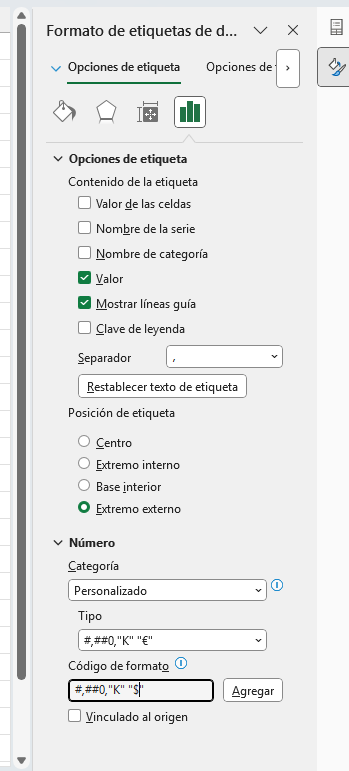 Formato de etiquetas de d...
Opciones de etiqueta Opciones de
Opciones de etiqueta
Contenido de la etiqueta
Valor de las celdas
Nombre de la serie
Nombre de categoría
Valor
Mostrar líneas guía
Clave de leyenda
Separador ,
Restablecer texto de etiqueta
Posición de etiqueta
Centro
Extremo interno
Base interior
Extremo externo
Número
Categoría
Personalizado
Tipo
#,##0,"K" "€"
Código de formato
#,##0,"K" "$" Agregar
Vinculado al origen